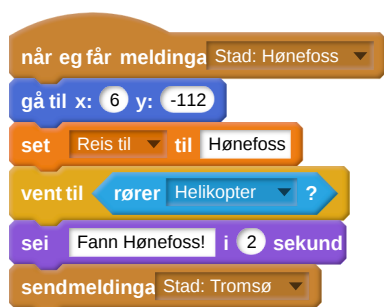 når eg får meldinga Stad: Hønefoss
gå til x: 6 y: -112
set Reis til til Hønefoss
vent til rører Helikopter ?
sei Fann Hønefoss! i 2 sekund
sendmeldinga Stad: Tromsø